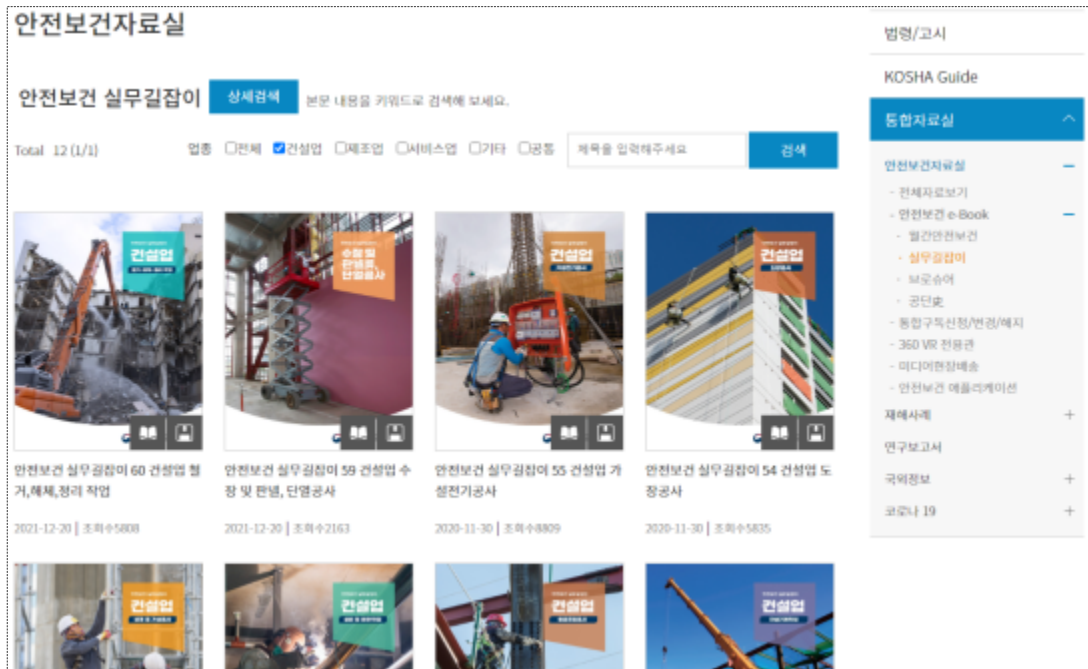 안전보건자료실
안전보건 실무길잡이 상세검색 본문 내용을 키워드로 검색해 보세요.
Total 12 (1/1) 업종 전체 건설업 제조업 서비스업 기타 공통 제목을 입력해주세요 검색
건설업
수장 및
판넬,
단열공사
건설업
가설전기공사
건설업
도장공사
안전보건 실무길잡이 60 건설업 철
거,해체,정리 작업
2021-12-20 | 조회수5808
안전보건 실무길잡이 59 건설업 수
장 및 판넬, 단열공사
2021-12-20 | 조회수2163
안전보건 실무길잡이 55 건설업 가
설전기공사
2020-11-30 | 조회수8809
안전보건 실무길잡이 54 건설업 도
장공사
2020-11-30 | 조회수5835
건설업
건설업
건설업
건설업
법령/고시
KOSHA Guide
통합자료실
안전보건자료실
- 전체자료보기
- 안전보건 e-Book
· 월간안전보건
· 실무길잡이
· 브로슈어
· 공단史
- 통합구독신청/변경/해지
- 360 VR 전용관
- 미디어현장배송
- 안전보건 애플리케이션
재해사례
연구보고서
국외정보
코로나 19